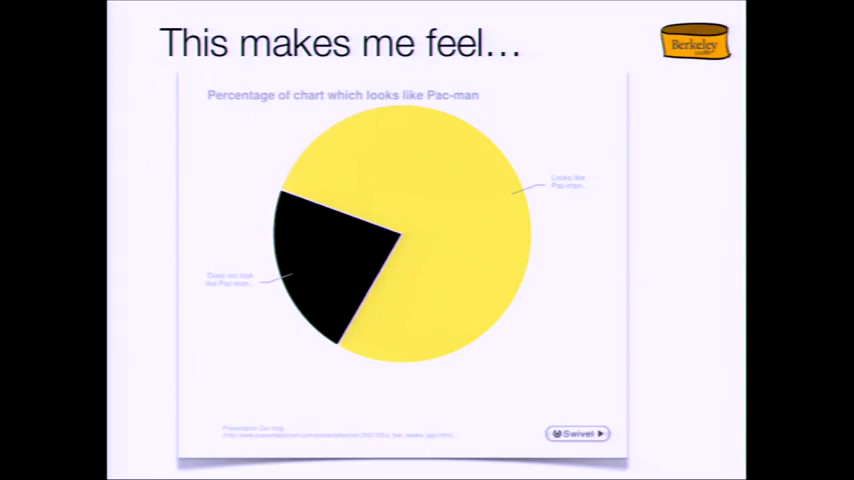 This makes me feel...
Berkeley
Percentage of chart which looks like Pac-man
Looks like
Pac-man.
Does not look
like Pac-man.
Presentation Zen blog
Swivel